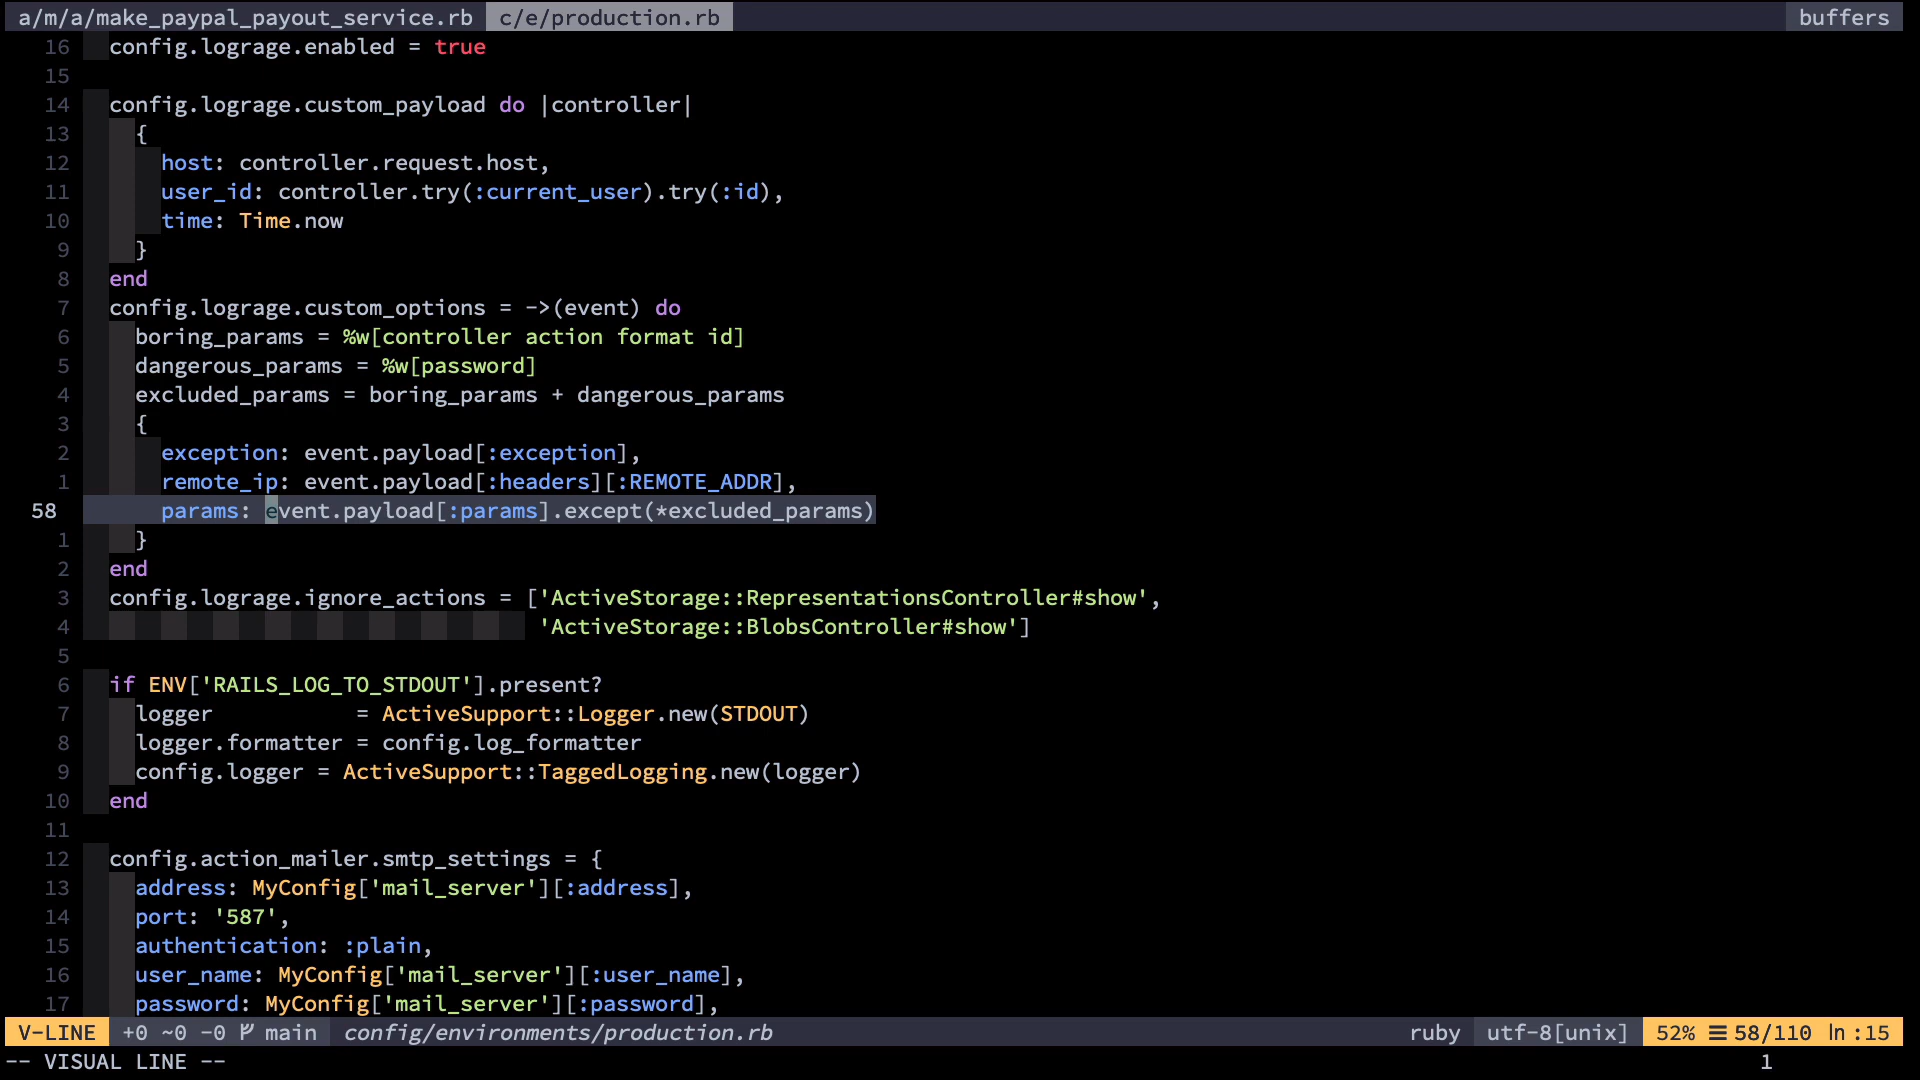 a/m/a/make_paypal_payout_service.rb c/e/production.rb buffers
16 config.lograge.enabled = true
15
14 config.lograge.custom_payload do |controller|
13 {
12 host: controller.request.host,
11 user_id: controller.try(:current_user).try(:id),
10 time: Time.now
9 }
8 end
7 config.lograge.custom_options = ->(event) do
6 boring_params = %w[controller action format id]
5 dangerous_params = %w[password]
4 excluded_params = boring_params + dangerous_params
3 {
2 exception: event.payload[:exception],
1 remote_ip: event.payload[:headers][:REMOTE_ADDR],
58 params: event.payload[:params].except(*excluded_params)
1 }
2 end
3 config.lograge.ignore_actions = ['ActiveStorage::RepresentationsController#show',
4 'ActiveStorage::BlobsController#show']
5
6 if ENV['RAILS_LOG_TO_STDOUT'].present?
7 logger = ActiveSupport::Logger.new(STDOUT)
8 logger.formatter = config.log_formatter
9 config.logger = ActiveSupport::TaggedLogging.new(logger)
10 end
11
12 config.action_mailer.smtp_settings = {
13 address: MyConfig['mail_server'][:address],
14 port: '587',
15 authentication: :plain,
16 user_name: MyConfig['mail_server'][:user_name],
17 password: MyConfig['mail_server'][:password],
V-LINE +0 ~0 -0 main config/environments/production.rb ruby utf-8[unix] 52% ☰ 58/110 ln :15
-- VISUAL LINE -- 1